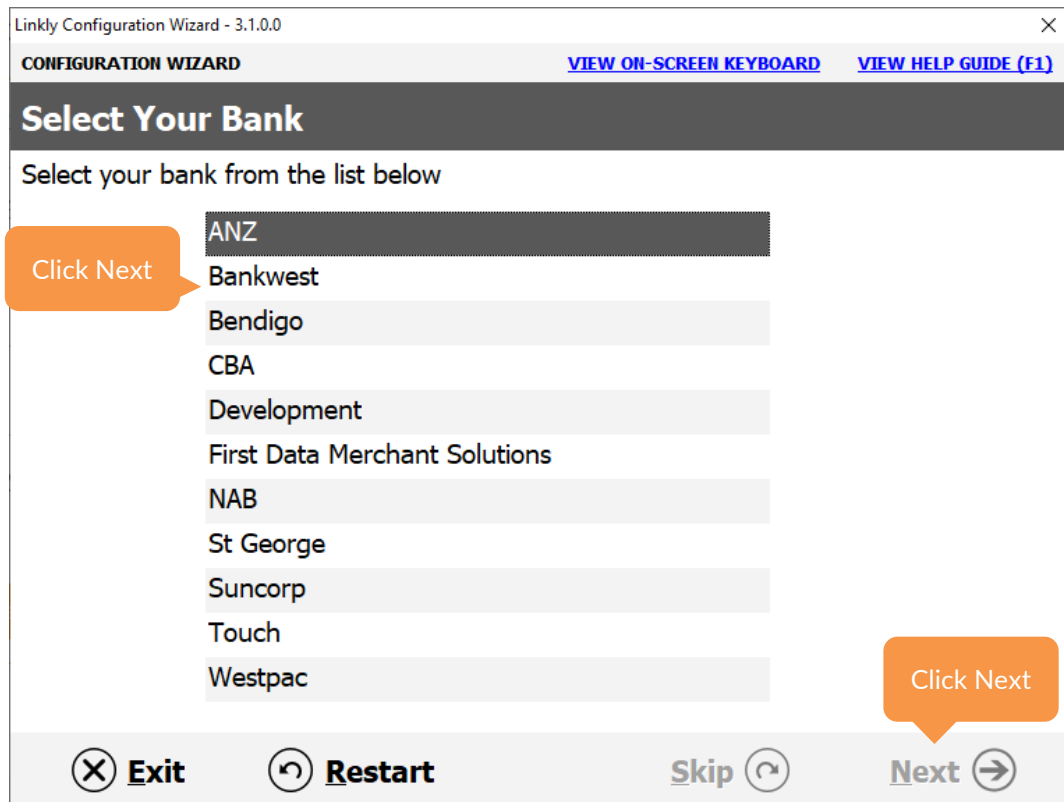 Linkly Configuration Wizard - 3.1.0.0
CONFIGURATION WIZARD VIEW ON-SCREEN KEYBOARD VIEW HELP GUIDE (F1)
Select Your Bank
Select your bank from the list below
ANZ
Click Next
Bankwest
Bendigo
CBA
Development
First Data Merchant Solutions
NAB
St George
Suncorp
Touch
Westpac
Click Next
Exit Restart Skip Next